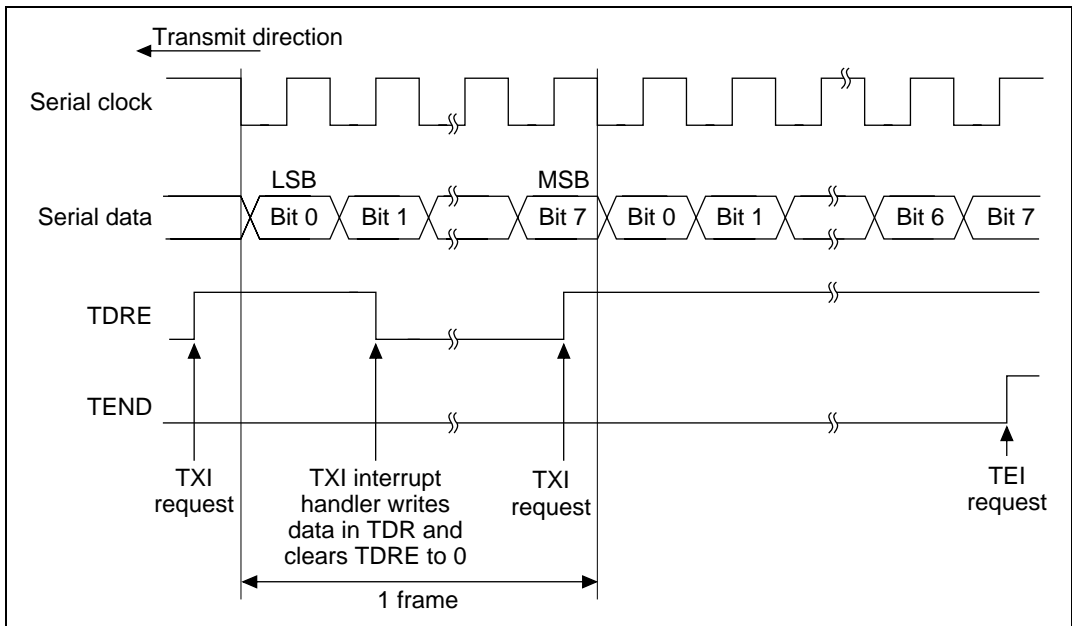 Transmit direction
Serial clock
LSB
MSB
Serial data
Bit 0
Bit 1
Bit 7
Bit 0
Bit 1
Bit 6
Bit 7
TDRE
TEND
TXI
request
TXI interrupt
handler writes
data in TDR and
clears TDRE to 0
TXI
request
TEI
request
1 frame